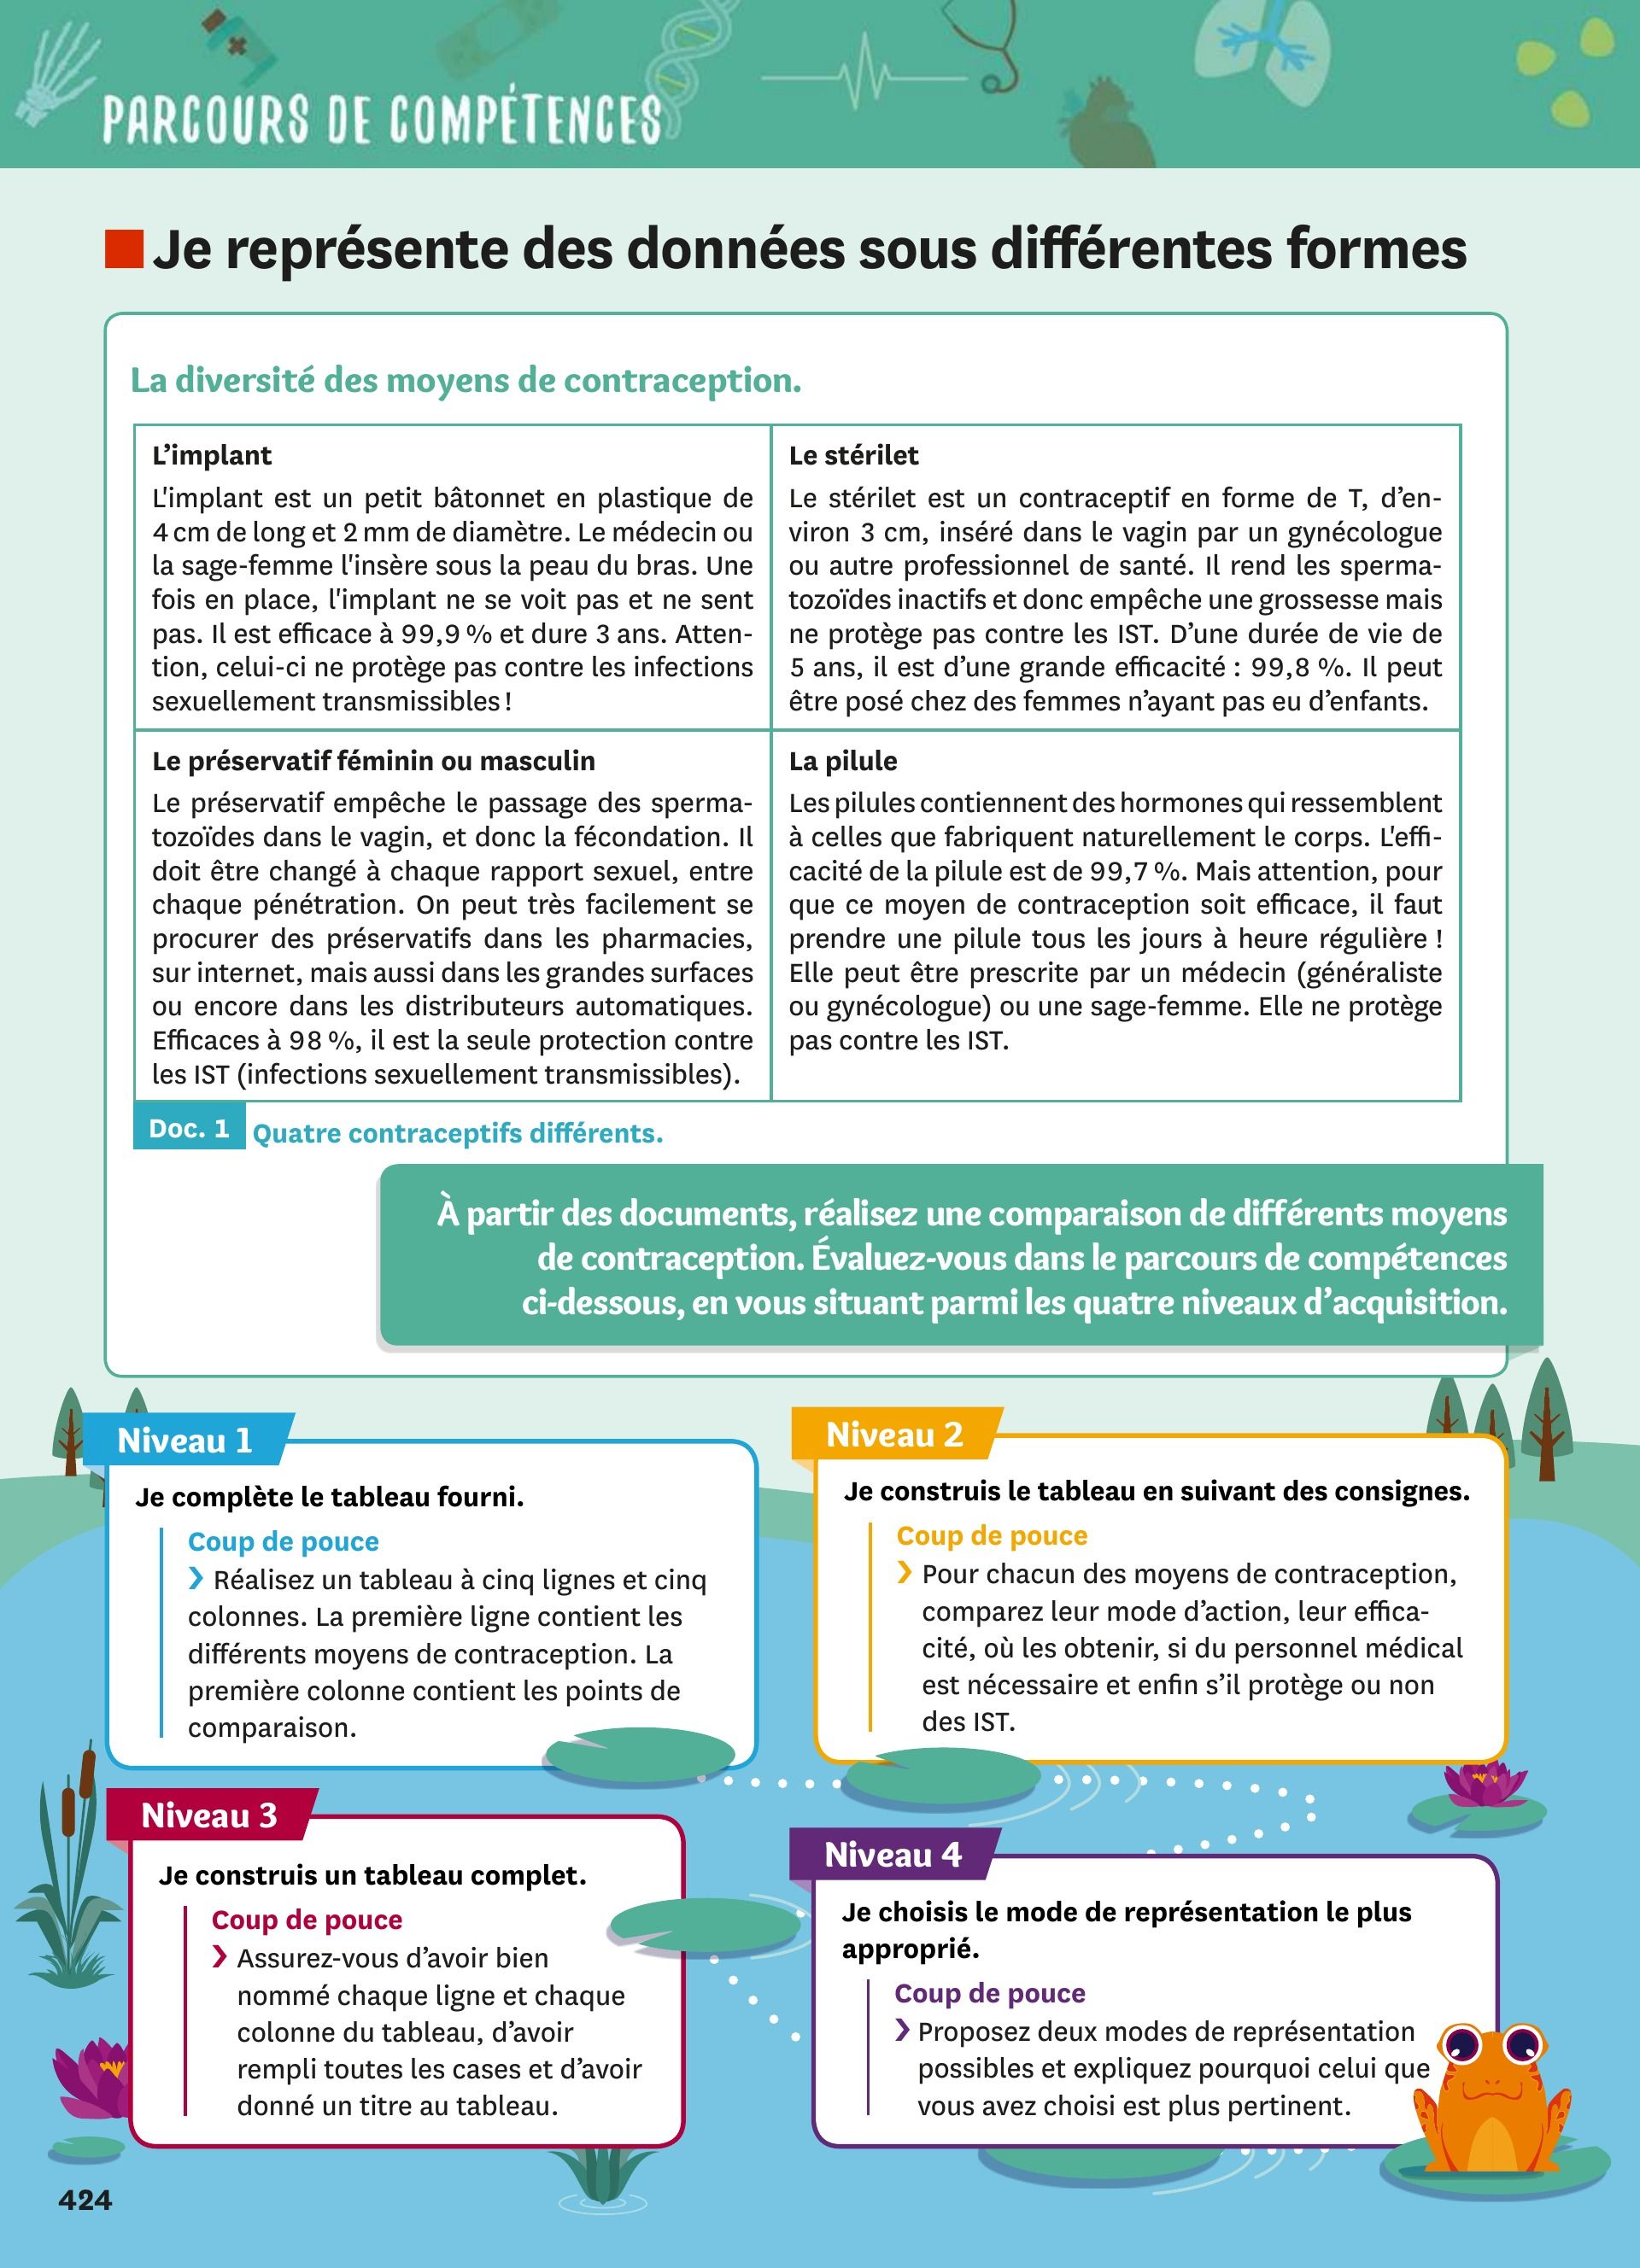 PARCOURS DE COMPÉTENCES
Je représente des données sous différentes formes
La diversité des moyens de contraception.
L’implant
L'implant est un petit bâtonnet en plastique de
4 cm de long et 2 mm de diamètre. Le médecin ou
la sage-femme l'insère sous la peau du bras. Une
fois en place, l'implant ne se voit pas et ne sent
pas. Il est efficace à 99,9 % et dure 3 ans. Atten-
tion, celui-ci ne protège pas contre les infections
sexuellement transmissibles !
Le stérilet
Le stérilet est un contraceptif en forme de T, d’en-
viron 3 cm, inséré dans le vagin par un gynécologue
ou autre professionnel de santé. Il rend les sperma-
tozoïdes inactifs et donc empêche une grossesse mais
ne protège pas contre les IST. D’une durée de vie de
5 ans, il est d’une grande efficacité : 99,8 %. Il peut
être posé chez des femmes n’ayant pas eu d’enfants.
Le préservatif féminin ou masculin
Le préservatif empêche le passage des sperma-
tozoïdes dans le vagin, et donc la fécondation. Il
doit être changé à chaque rapport sexuel, entre
chaque pénétration. On peut très facilement se
procurer des préservatifs dans les pharmacies,
sur internet, mais aussi dans les grandes surfaces
ou encore dans les distributeurs automatiques.
Efficaces à 98 %, il est la seule protection contre
les IST (infections sexuellement transmissibles).
La pilule
Les pilules contiennent des hormones qui ressemblent
à celles que fabriquent naturellement le corps. L'effi-
cacité de la pilule est de 99,7 %. Mais attention, pour
que ce moyen de contraception soit efficace, il faut
prendre une pilule tous les jours à heure régulière !
Elle peut être prescrite par un médecin (généraliste
ou gynécologue) ou une sage-femme. Elle ne protège
pas contre les IST.
Doc. 1 Quatre contraceptifs différents.
À partir des documents, réalisez une comparaison de différents moyens
de contraception. Évaluez-vous dans le parcours de compétences
ci-dessous, en vous situant parmi les quatre niveaux d’acquisition.
Niveau 1
Je complète le tableau fourni.
Coup de pouce
❯ Réalisez un tableau à cinq lignes et cinq
colonnes. La première ligne contient les
différents moyens de contraception. La
première colonne contient les points de
comparaison.
Niveau 2
Je construis le tableau en suivant des consignes.
Coup de pouce
❯ Pour chacun des moyens de contraception,
comparez leur mode d’action, leur effica-
cité, où les obtenir, si du personnel médical
est nécessaire et enfin s’il protège ou non
des IST.
Niveau 3
Je construis un tableau complet.
Coup de pouce
❯ Assurez-vous d’avoir bien
nommé chaque ligne et chaque
colonne du tableau, d’avoir
rempli toutes les cases et d’avoir
donné un titre au tableau.
Niveau 4
Je choisis le mode de représentation le plus
approprié.
Coup de pouce
❯ Proposez deux modes de représentation
possibles et expliquez pourquoi celui que
vous avez choisi est plus pertinent.
424